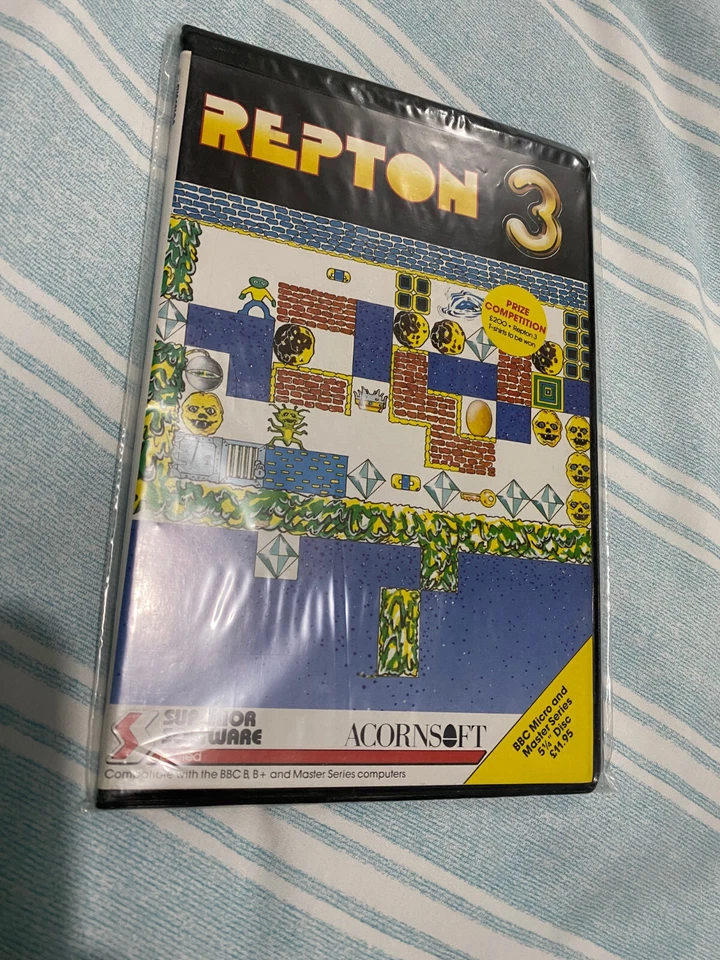 REPTON 3
PRIZE
COMPETITION
£200 + Repton 3
T-shirts to be won
SUPERIOR
SOFTWARE
ACORNSOFT
Limited
BBC Micro and
Master Series
5¼" Disc
£11.95
Compatible with the BBC B, B+ and Master Series computers